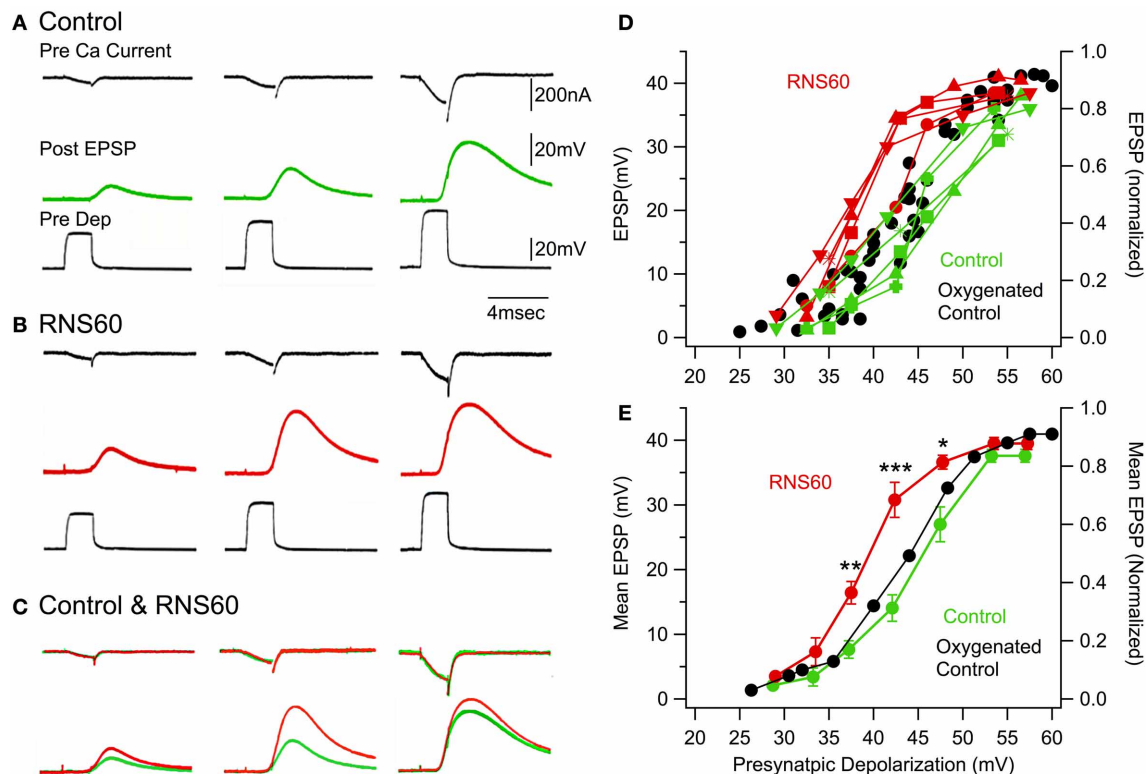 A Control
Pre Ca Current
200nA
Post EPSP
20mV
Pre Dep
20mV
4msec
B RNS60
C Control & RNS60
D
RNS60
Control
Oxygenated
Control
EPSP(mV)
40
30
20
10
0
EPSP (normalized)
1.0
0.8
0.6
0.4
0.2
0.0
20 25 30 35 40 45 50 55 60
E
RNS60
**
***
*
Control
Oxygenated
Control
Mean EPSP (mV)
40
30
20
10
0
Mean EPSP (Normalized)
1.0
0.8
0.6
0.4
0.2
0.0
20 25 30 35 40 45 50 55 60
Presynatpic Depolarization (mV)